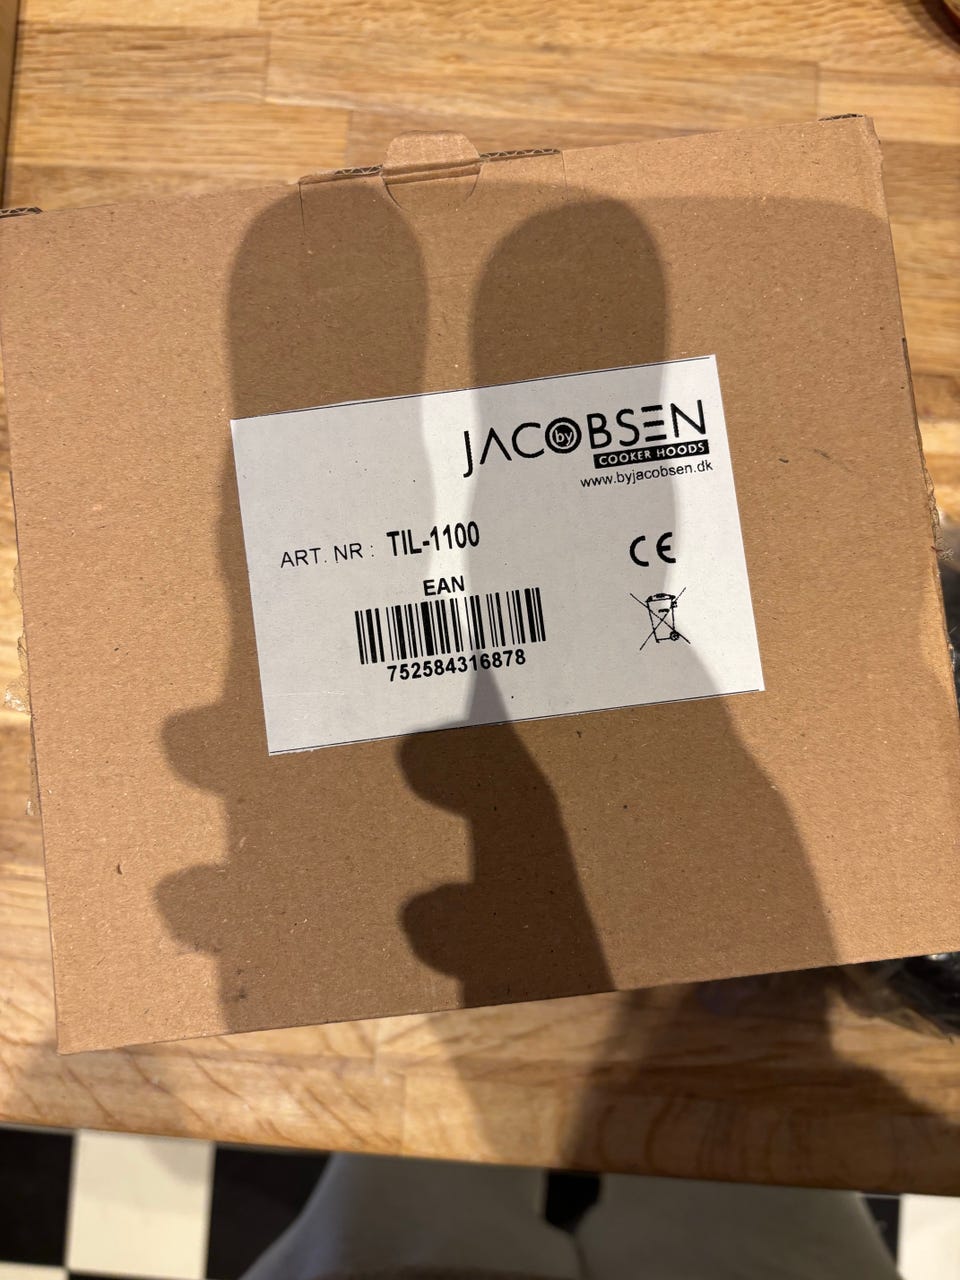 JACOBSEN
by
COOKER HOODS
www.byjacobsen.dk
ART. NR : TIL-1100
CE
EAN
752584316878